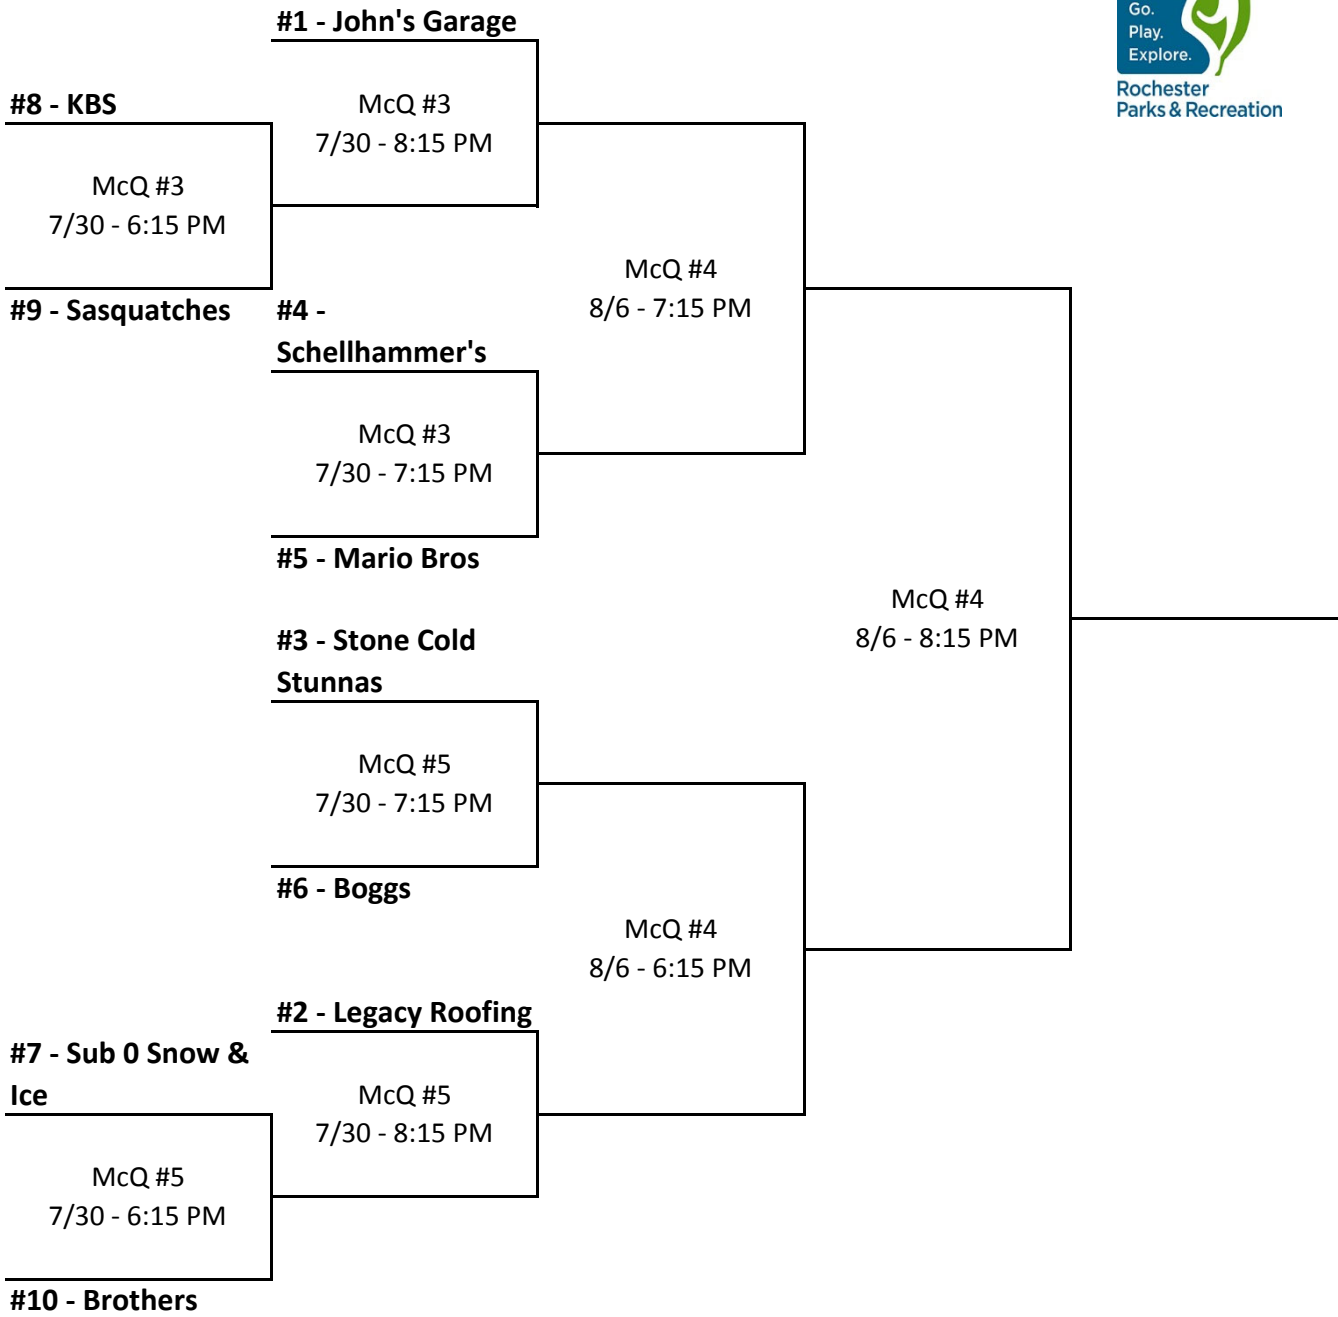 #1 - John's Garage
Go.
Play.
Explore.
Rochester
Parks & Recreation
#8 - KBS
McQ #3
7/30 - 8:15 PM
McQ #3
7/30 - 6:15 PM
#9 - Sasquatches
#4 -
Schellhammer's
McQ #4
8/6 - 7:15 PM
McQ #3
7/30 - 7:15 PM
#5 - Mario Bros
McQ #4
8/6 - 8:15 PM
#3 - Stone Cold
Stunnas
McQ #5
7/30 - 7:15 PM
#6 - Boggs
McQ #4
8/6 - 6:15 PM
#2 - Legacy Roofing
#7 - Sub 0 Snow &
Ice
McQ #5
7/30 - 8:15 PM
McQ #5
7/30 - 6:15 PM
#10 - Brothers